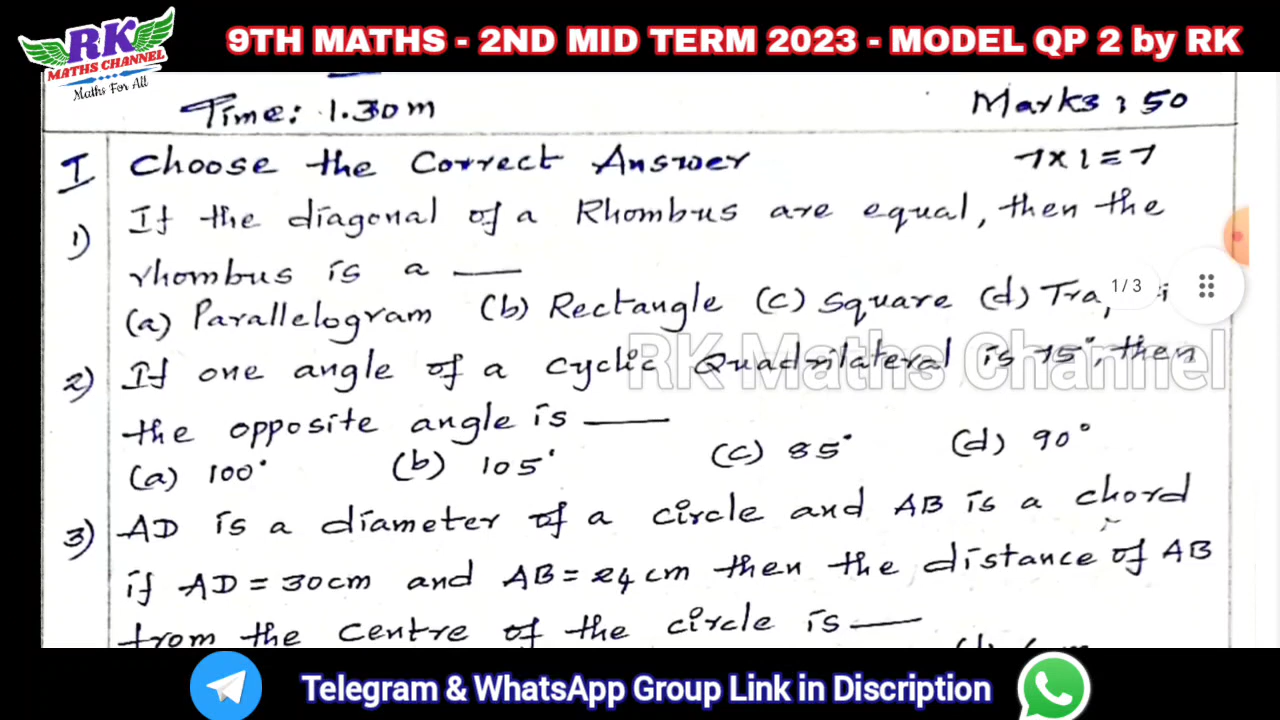 RK
MATHS CHANNEL
Maths For All
9TH MATHS - 2ND MID TERM 2023 - MODEL QP 2 by RK
Time: 1.30m Marks: 50
I Choose the Correct Answer 7x1=7
1) If the diagonal of a Rhombus are equal, then the
rhombus is a ___
(a) Parallelogram (b) Rectangle (c) Square (d)
1/3
2) If one angle of a cyclic Quadrilateral is 75°, then
the opposite angle is ___
(a) 100° (b) 105° (c) 85° (d) 90°
RK Maths Channel
3) AD is a diameter of a circle and AB is a chord
if AD = 30cm and AB = 24cm then the distance of AB
from the centre of the circle is ___
Telegram & WhatsApp Group Link in Discription